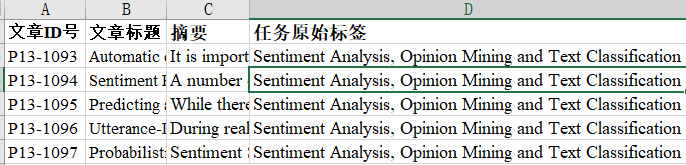 A B C D
文章ID号 文章标题 摘要 任务原始标签
P13-1093 Automatic It is import Sentiment Analysis, Opinion Mining and Text Classification
P13-1094 Sentiment A number Sentiment Analysis, Opinion Mining and Text Classification
P13-1095 Predicting While there Sentiment Analysis, Opinion Mining and Text Classification
P13-1096 Utterance- During real Sentiment Analysis, Opinion Mining and Text Classification
P13-1097 Probabilist Sentiment Sentiment Analysis, Opinion Mining and Text Classification